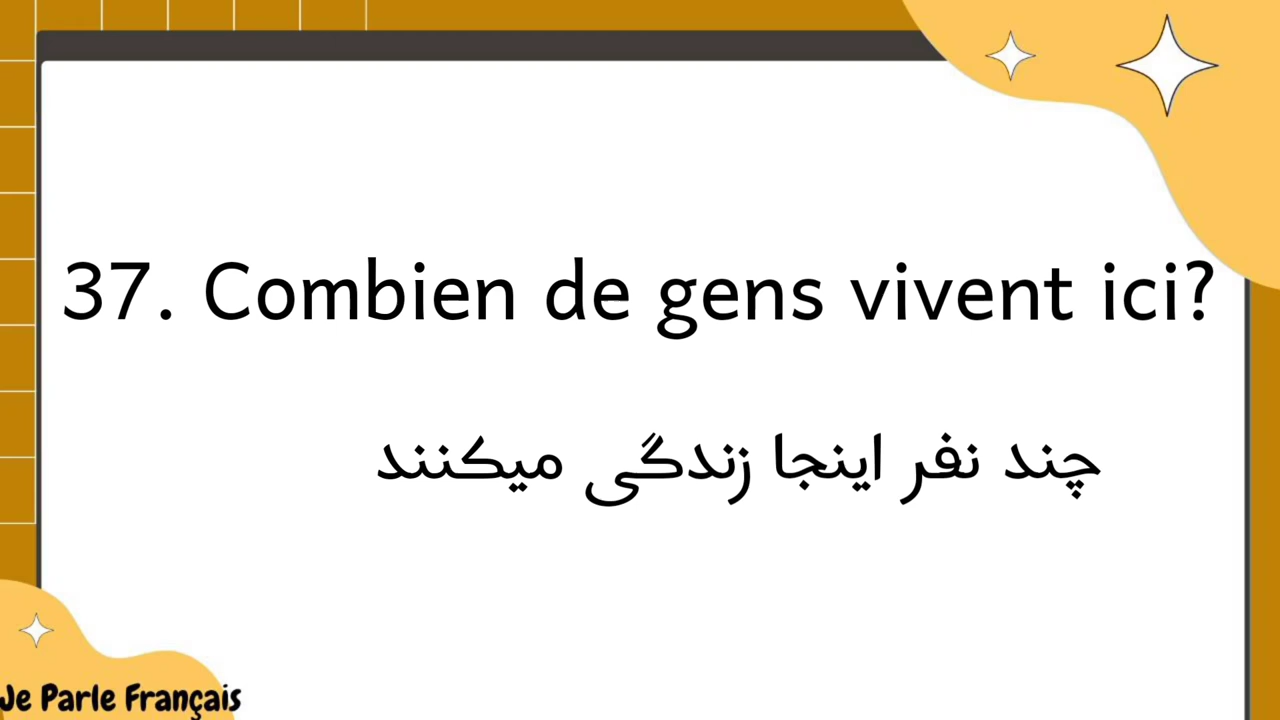 37. Combien de gens vivent ici?
چند نفر اینجا زندگی میکنند
Je Parle Français